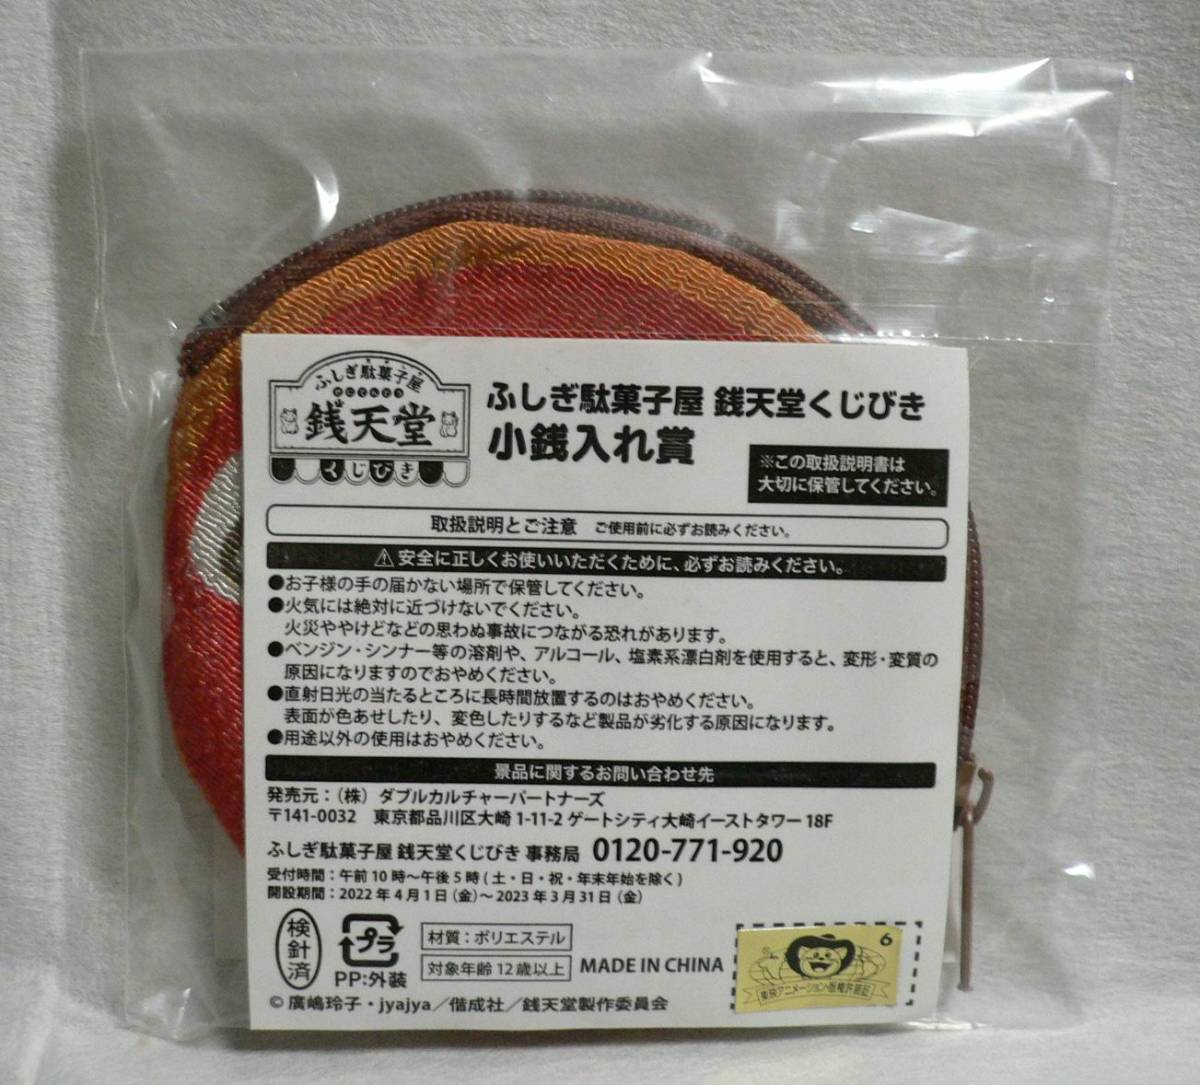 ふしぎ駄菓子屋
ぜにてんどう
銭天堂
くじびき
ふしぎ駄菓子屋 銭天堂くじびき
小銭入れ賞
※この取扱説明書は
大切に保管してください。
取扱説明とご注意 ご使用前に必ずお読みください。
⚠安全に正しくお使いいただくために、必ずお読みください。
●お子様の手の届かない場所で保管してください。
●火気には絶対に近づけないでください。
火災ややけどなどの思わぬ事故につながる恐れがあります。
●ベンジン・シンナー等の溶剤や、アルコール、塩素系漂白剤を使用すると、変形・変質の
原因になりますのでおやめください。
●直射日光の当たるところに長時間放置するのはおやめください。
表面が色あせしたり、変色したりするなど製品が劣化する原因になります。
●用途以外の使用はおやめください。
景品に関するお問い合わせ先
発売元：（株）ダブルカルチャーパートナーズ
〒141-0032 東京都品川区大崎 1-11-2 ゲートシティ大崎イーストタワー 18F
ふしぎ駄菓子屋 銭天堂くじびき 事務局 0120-771-920
受付時間：午前 10 時～午後 5 時 ( 土・日・祝・年末年始を除く )
開設期間：2022 年 4 月 1 日（金）～ 2023 年 3 月 31 日（金）
検針済
プラ
PP:外装
材質：ポリエステル
対象年齢 12 歳以上
MADE IN CHINA
6
東映アニメーション・版権許諾証
©廣嶋玲子・jyajya／偕成社／銭天堂製作委員会